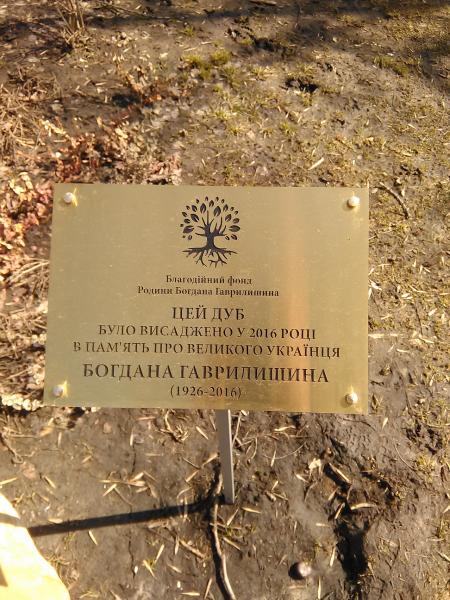 Благодійний фонд
Родини Богдана Гаврилишина
ЦЕЙ ДУБ
БУЛО ВИСАДЖЕНО У 2016 РОЦІ
В ПАМ'ЯТЬ ПРО ВЕЛИКОГО УКРАЇНЦЯ
БОГДАНА ГАВРИЛИШИНА
(1926-2016)